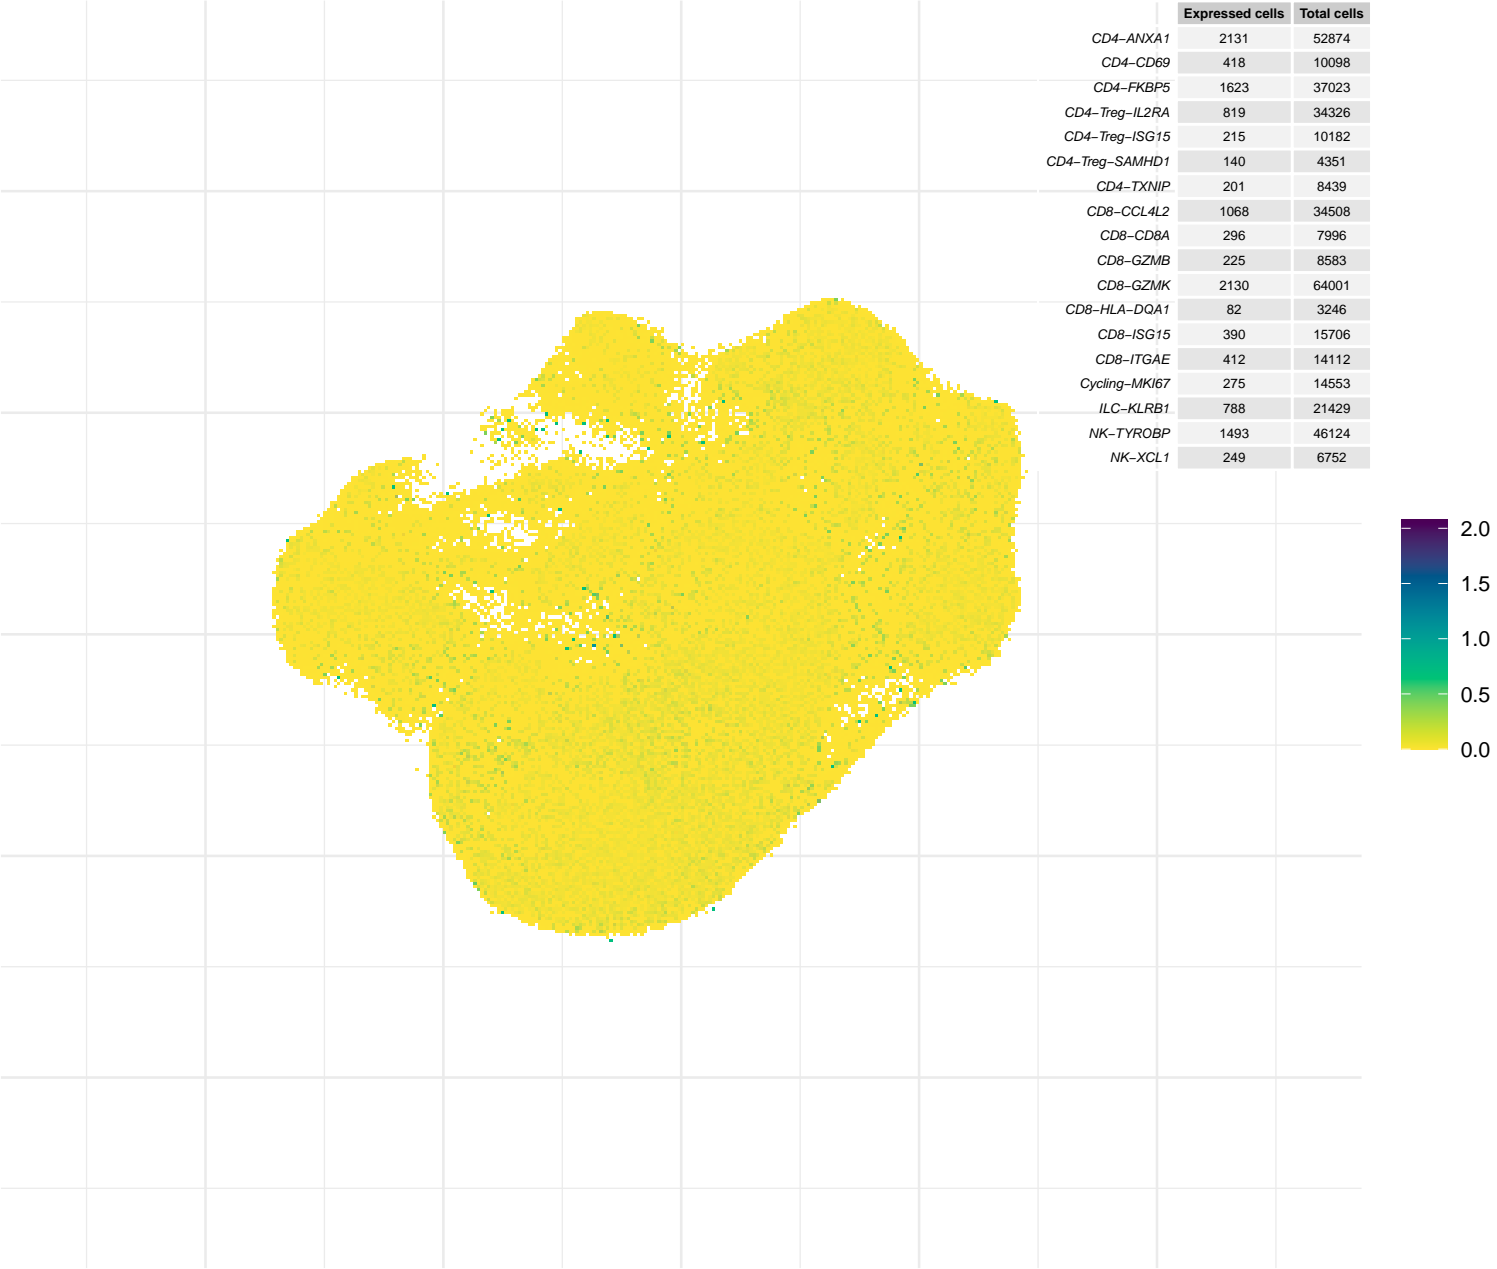 Expressed cells Total cells
CD4−ANXA1 2131 52874
CD4−CD69 418 10098
CD4−FKBP5 1623 37023
CD4−Treg−IL2RA 819 34326
CD4−Treg−ISG15 215 10182
CD4−Treg−SAMHD1 140 4351
CD4−TXNIP 201 8439
CD8−CCL4L2 1068 34508
CD8−CD8A 296 7996
CD8−GZMB 225 8583
CD8−GZMK 2130 64001
CD8−HLA−DQA1 82 3246
CD8−ISG15 390 15706
CD8−ITGAE 412 14112
Cycling−MKI67 275 14553
ILC−KLRB1 788 21429
NK−TYROBP 1493 46124
NK−XCL1 249 6752
2.0
1.5
1.0
0.5
0.0